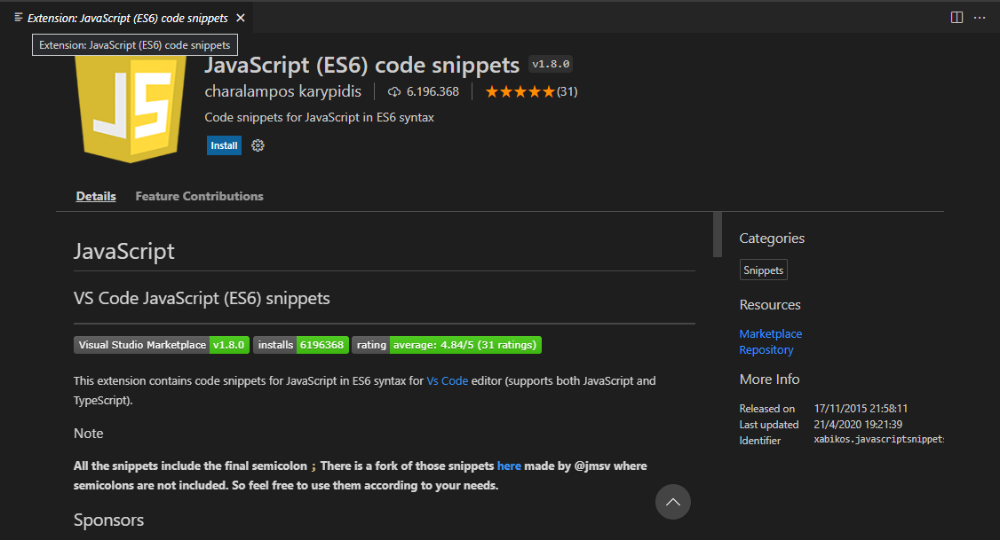 Extension: JavaScript (ES6) code snippets
Extension: JavaScript (ES6) code snippets
JS
JavaScript (ES6) code snippets v1.8.0
charalampos karypidis 6.196.368 (31)
Code snippets for JavaScript in ES6 syntax
Install
Details Feature Contributions
JavaScript
VS Code JavaScript (ES6) snippets
Visual Studio Marketplace v1.8.0 installs 6196368 rating average: 4.84/5 (31 ratings)
This extension contains code snippets for JavaScript in ES6 syntax for Vs Code editor (supports both JavaScript and
TypeScript).
Note
All the snippets include the final semicolon ; There is a fork of those snippets here made by @jmsv where
semicolons are not included. So feel free to use them according to your needs.
Sponsors
Categories
Snippets
Resources
Marketplace
Repository
More Info
Released on 17/11/2015 21:58:11
Last updated 21/4/2020 19:21:39
Identifier xabikos.javascriptsnippets